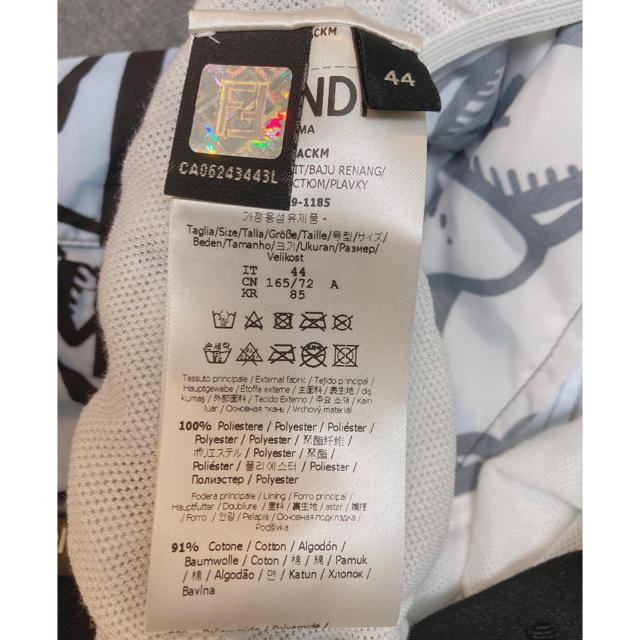 ACKM
44
NDI
MA
CA06243443L
ACKM
IT/BAJU RENANG/
CTIOM/PLAVKY
9-1185
가정용섬유제품 -
Taglia/Size/Talla/Größe/Taille/号型/サイズ/
Beden/Tamanho/크기/Ukuran/Размер/
Velikost
IT 44
CN 165/72 A
KR 85
손세탁
Tessuto principale / External fabric / Tejido principal /
Hauptgewebe / Étoffe externe / 主面料 / 表生地 / dış
kumaş / 外部面料 / Tecido Externo / 주요 소재 / Kain
luar / Основная ткань / Vrchový materiál
100% Poliestere / Polyester / Poliéster /
Polyester / Polyester / 聚酯纤维 /
ポリエステル / Polyester / 聚酯 /
Poliéster / 폴리에스터 / Poliester /
Полиэстер / Polyester
Fodera principale / Lining / Forro principal /
Hauptfutter / Doublure / 里料 / 裏生地 / astar / 襯裡
/ Forro / 안감 / Pelapis / Основная подкладка /
Podšívka
91% Cotone / Cotton / Algodón /
Baumwolle / Coton / 棉 / 綿 / Pamuk
/ 棉 / Algodão / 면 / Katun / Хлопок /
Bavlna